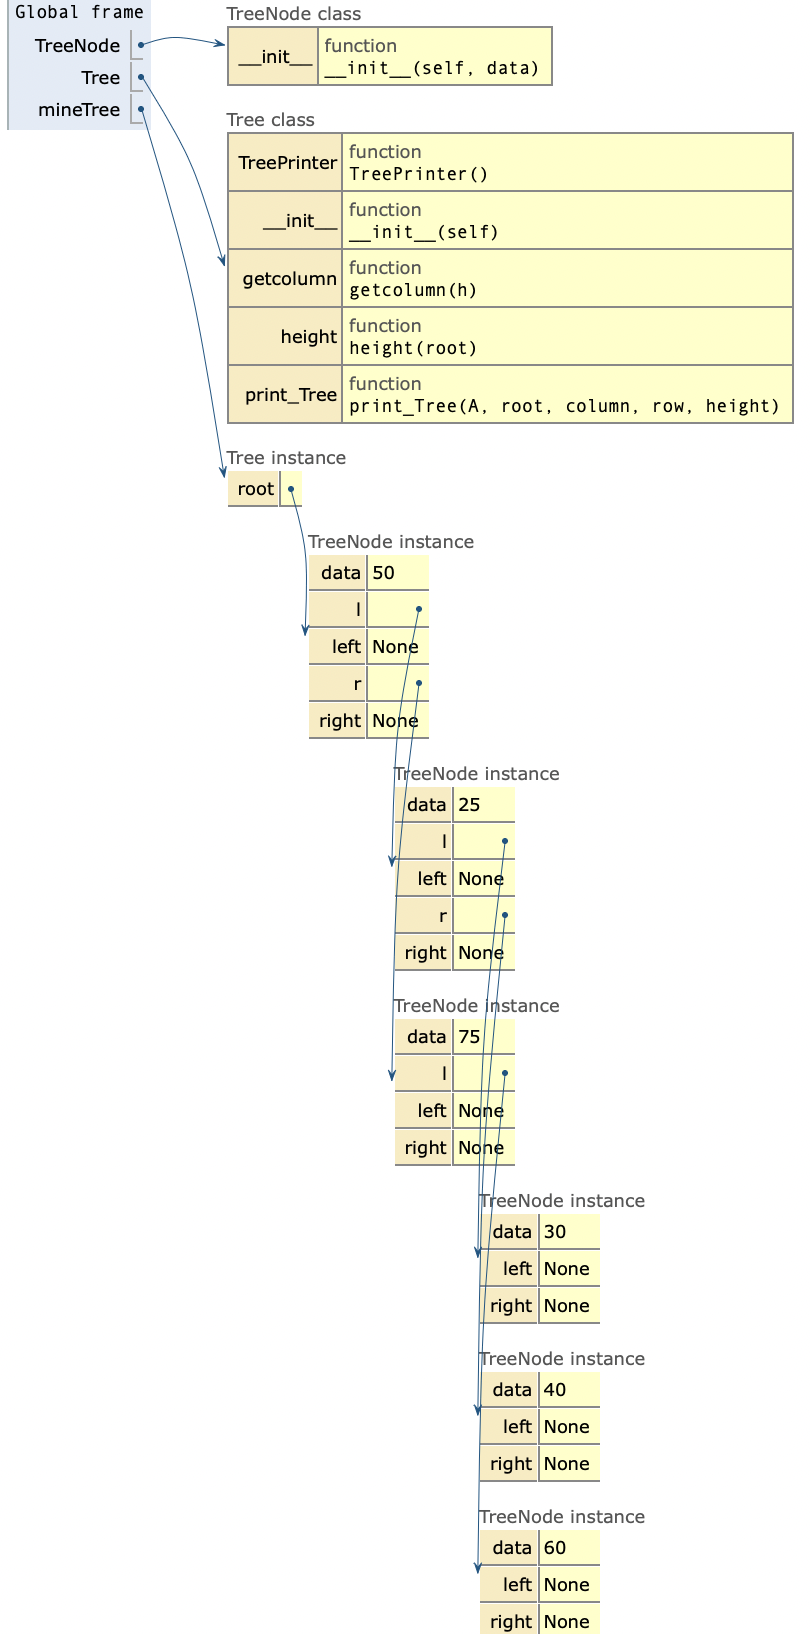 Global frame
TreeNode
Tree
mineTree
TreeNode class
__init__ function
__init__(self, data)
Tree class
TreePrinter function
TreePrinter()
__init__ function
__init__(self)
getcolumn function
getcolumn(h)
height function
height(root)
print_Tree function
print_Tree(A, root, column, row, height)
Tree instance
root
TreeNode instance
data 50
l
left None
r
right None
TreeNode instance
data 25
l
left None
r
right None
TreeNode instance
data 75
l
left None
right None
TreeNode instance
data 30
left None
right None
TreeNode instance
data 40
left None
right None
TreeNode instance
data 60
left None
right None